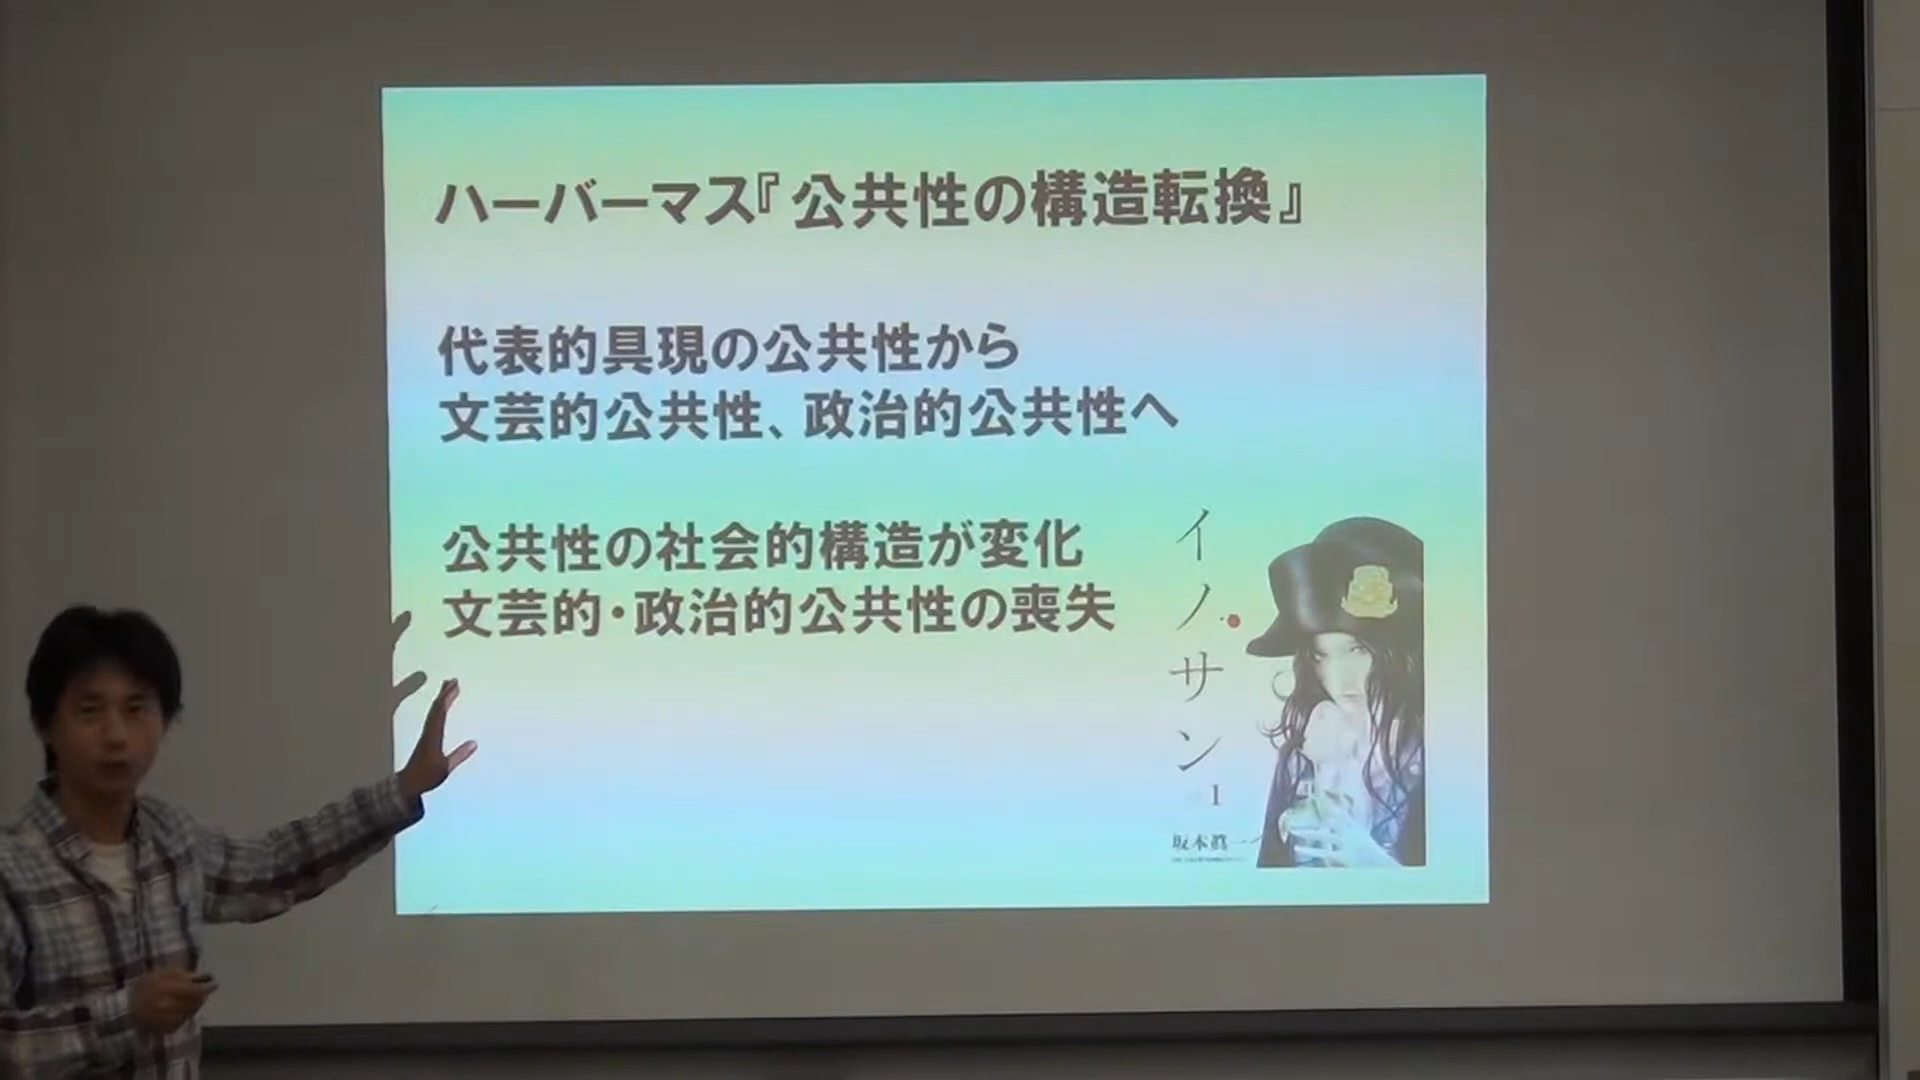 ハーバーマス『公共性の構造転換』
代表的具現の公共性から
文芸的公共性、政治的公共性へ
公共性の社会的構造が変化
文芸的・政治的公共性の喪失
イノサン
1
坂本眞一